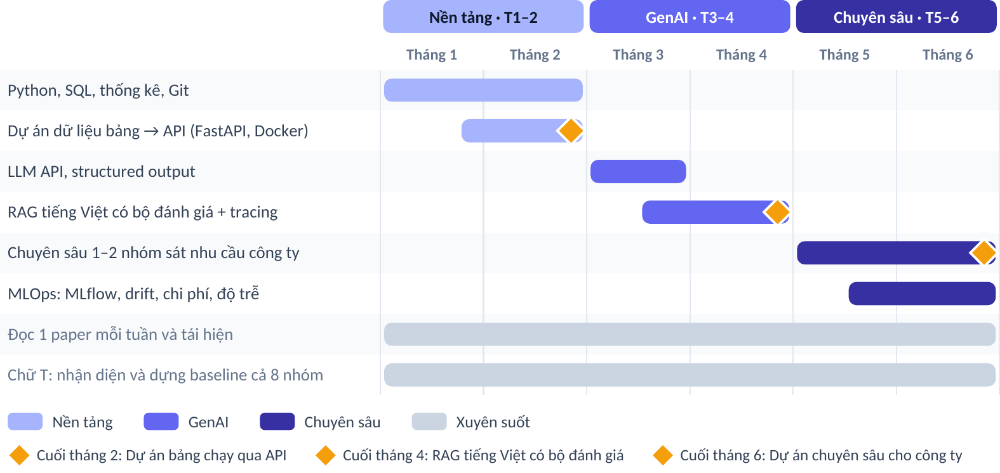 Nền tảng · T1–2 GenAI · T3–4 Chuyên sâu · T5–6
Tháng 1 Tháng 2 Tháng 3 Tháng 4 Tháng 5 Tháng 6
Python, SQL, thống kê, Git
Dự án dữ liệu bảng → API (FastAPI, Docker)
LLM API, structured output
RAG tiếng Việt có bộ đánh giá + tracing
Chuyên sâu 1–2 nhóm sát nhu cầu công ty
MLOps: MLflow, drift, chi phí, độ trễ
Đọc 1 paper mỗi tuần và tái hiện
Chữ T: nhận diện và dựng baseline cả 8 nhóm
Nền tảng GenAI Chuyên sâu Xuyên suốt
Cuối tháng 2: Dự án bảng chạy qua API Cuối tháng 4: RAG tiếng Việt có bộ đánh giá Cuối tháng 6: Dự án chuyên sâu cho công ty